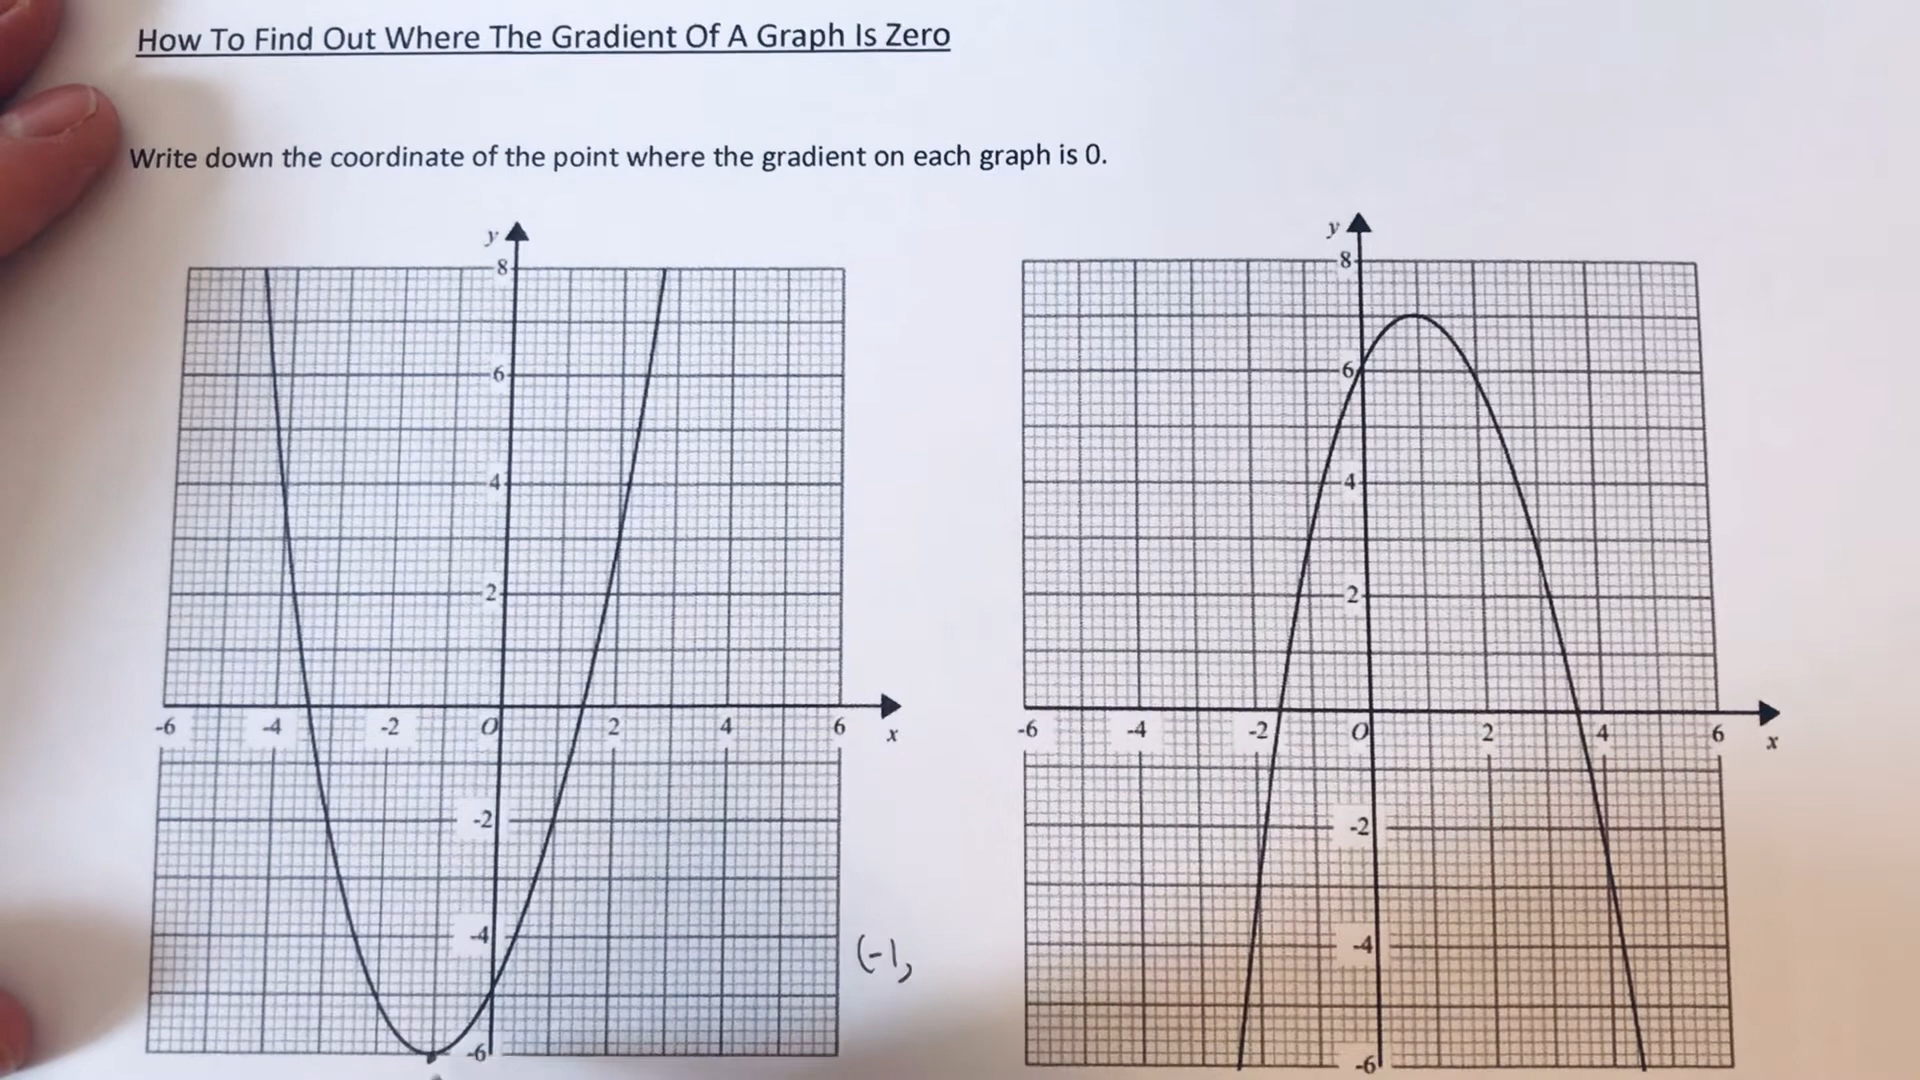 How To Find Out Where The Gradient Of A Graph Is Zero
Write down the coordinate of the point where the gradient on each graph is 0.
y
8
6
4
2
-6 -4 -2 O 2 4 6 x
-2
-4
-6
(-1,
y
8
6
4
2
-6 -4 -2 O 2 4 6 x
-2
-4
-6